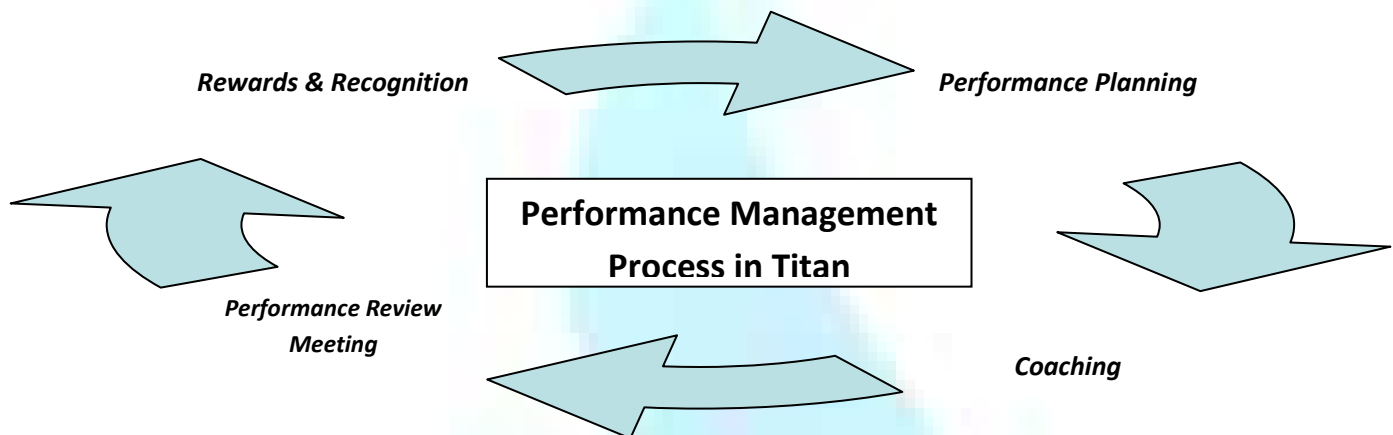 Rewards & Recognition
Performance Planning
Performance Management
Process in Titan
Performance Review
Meeting
Coaching